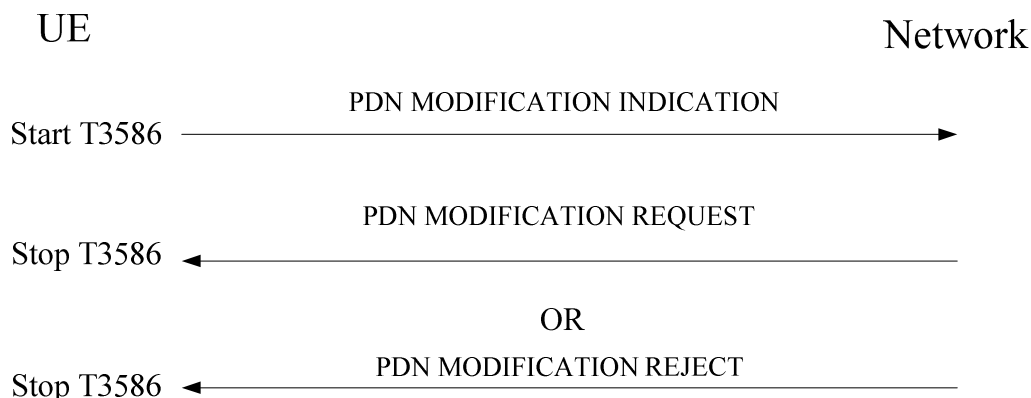 UE
Network
PDN MODIFICATION INDICATION
Start T3586
PDN MODIFICATION REQUEST
Stop T3586
OR
PDN MODIFICATION REJECT
Stop T3586